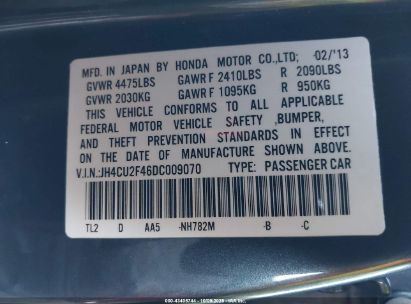 MFD. IN JAPAN BY HONDA MOTOR CO.,LTD; 02/'13
GVWR 4475LBS GAWR F 2410LBS R 2090LBS
GVWR 2030KG GAWR F 1095KG R 950KG
THIS VEHICLE CONFORMS TO ALL APPLICABLE
FEDERAL MOTOR VEHICLE SAFETY ,BUMPER,
AND THEFT PREVENTION STANDARDS IN EFFECT
ON THE DATE OF MANUFACTURE SHOWN ABOVE.
V.I.N.:JH4CU2F46DC009070 TYPE: PASSENGER CAR
TL2 D AA5 -NH782M -B -C